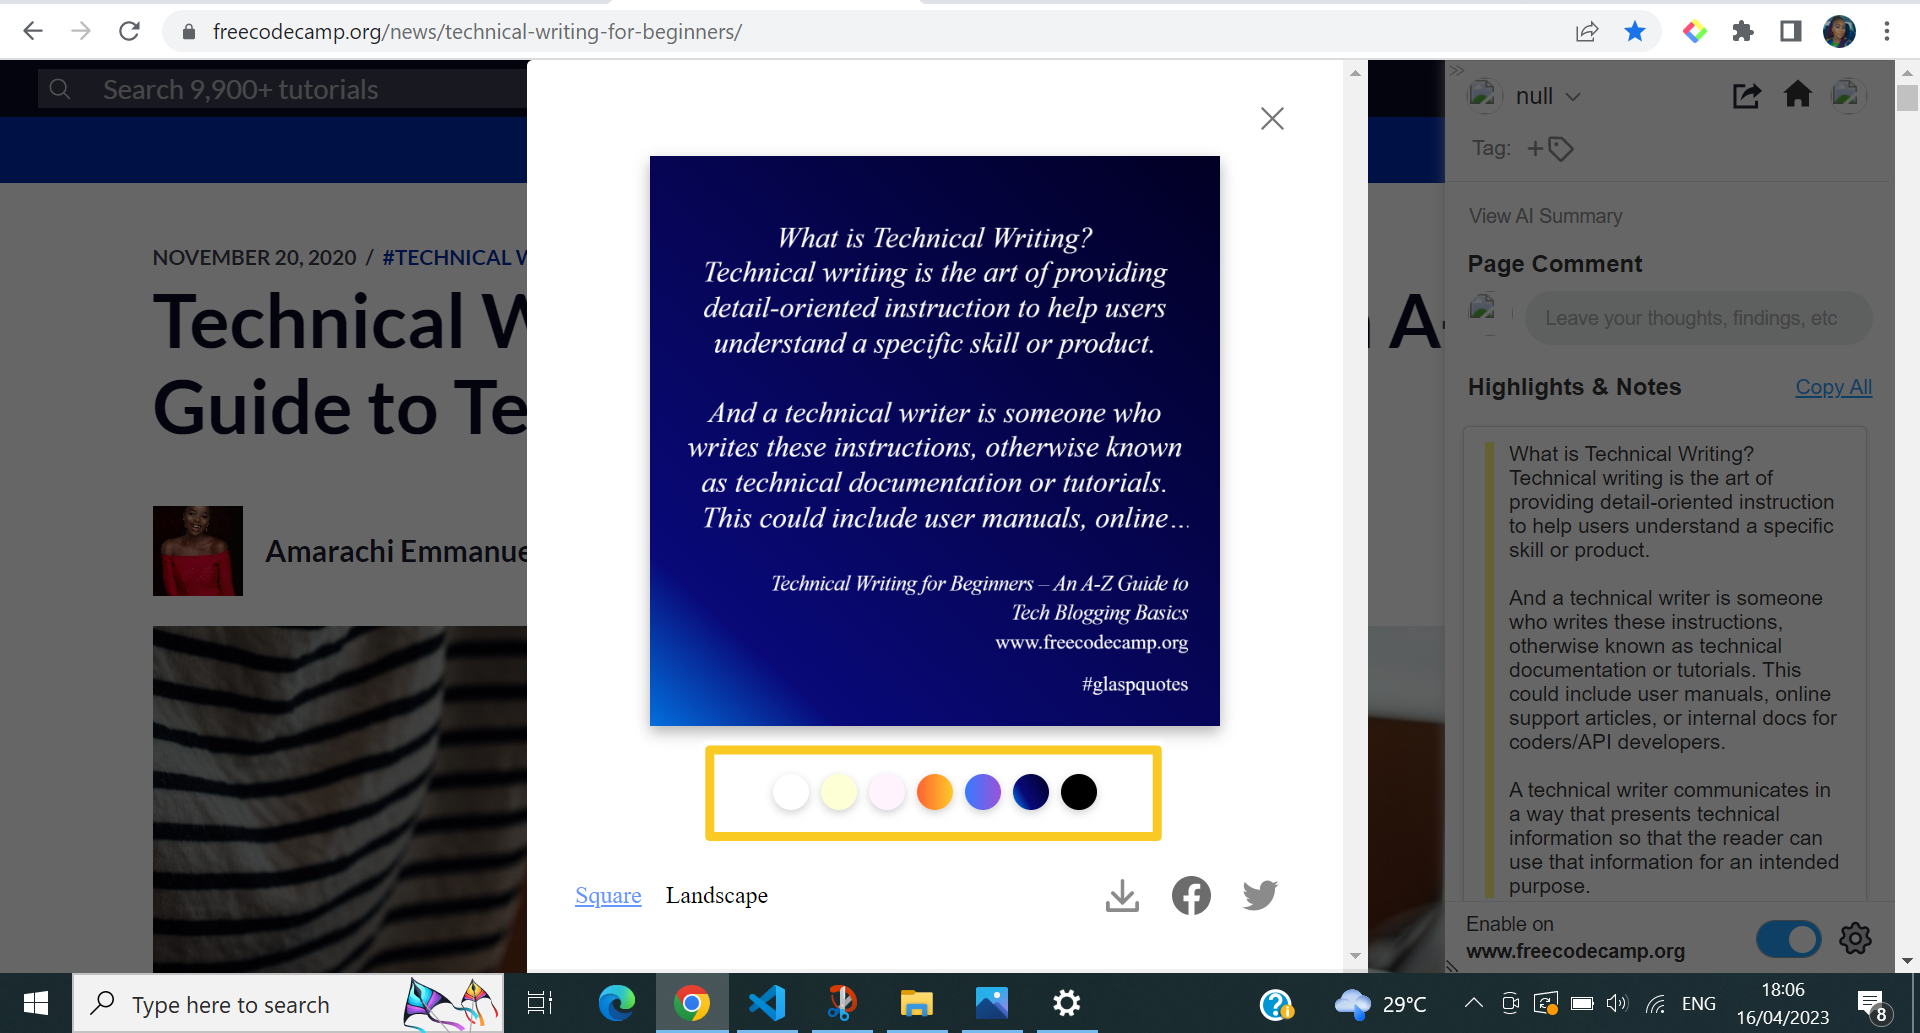 freecodecamp.org/news/technical-writing-for-beginners/
Search 9,900+ tutorials
NOVEMBER 20, 2020 / #TECHNICAL W
Technical W
A-
Guide to Te
Amarachi Emmanue
What is Technical Writing?
Technical writing is the art of providing
detail-oriented instruction to help users
understand a specific skill or product.
And a technical writer is someone who
writes these instructions, otherwise known
as technical documentation or tutorials.
This could include user manuals, online...
Technical Writing for Beginners – An A-Z Guide to
Tech Blogging Basics
www.freecodecamp.org
#glaspquotes
Square Landscape
null
Tag:
View AI Summary
Page Comment
Leave your thoughts, findings, etc
Highlights & Notes Copy All
What is Technical Writing?
Technical writing is the art of
providing detail-oriented instruction
to help users understand a specific
skill or product.
And a technical writer is someone
who writes these instructions,
otherwise known as technical
documentation or tutorials. This
could include user manuals, online
support articles, or internal docs for
coders/API developers.
A technical writer communicates in
a way that presents technical
information so that the reader can
use that information for an intended
purpose.
Enable on
www.freecodecamp.org
Type here to search
29°C
ENG
18:06
16/04/2023
8